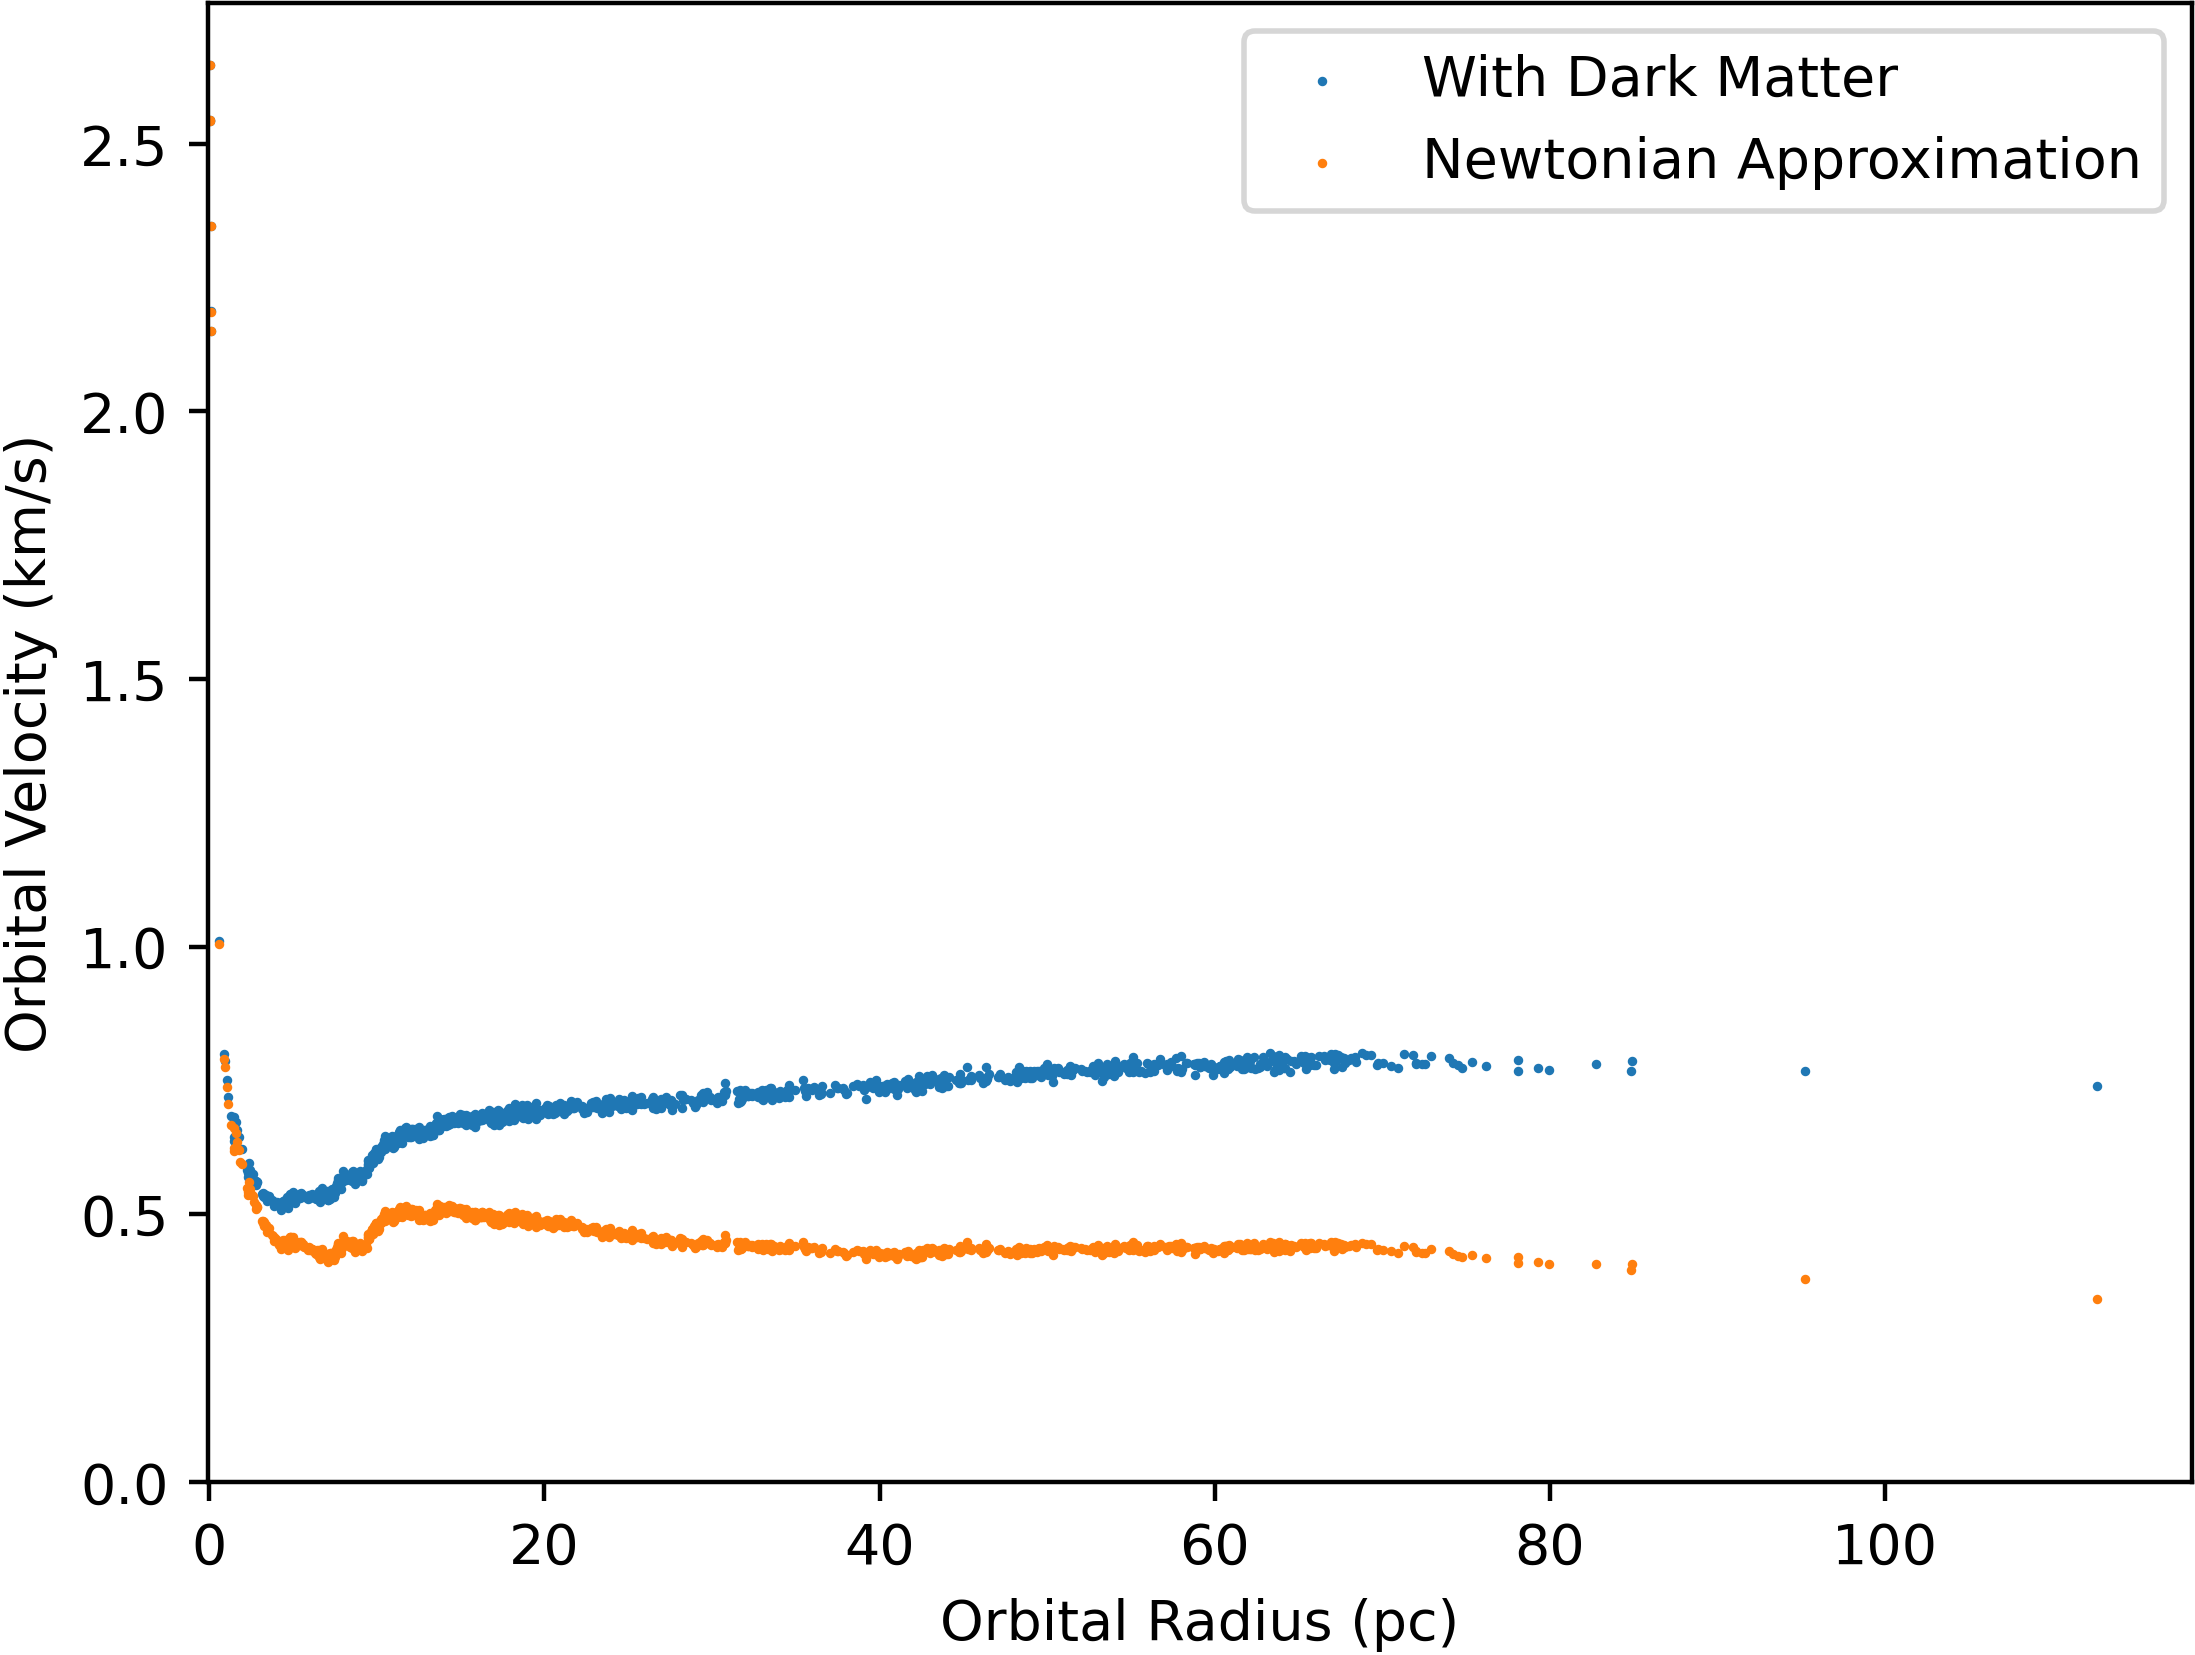 With Dark Matter
Newtonian Approximation
Orbital Velocity (km/s)
2.5
2.0
1.5
1.0
0.5
0.0
0 20 40 60 80 100
Orbital Radius (pc)